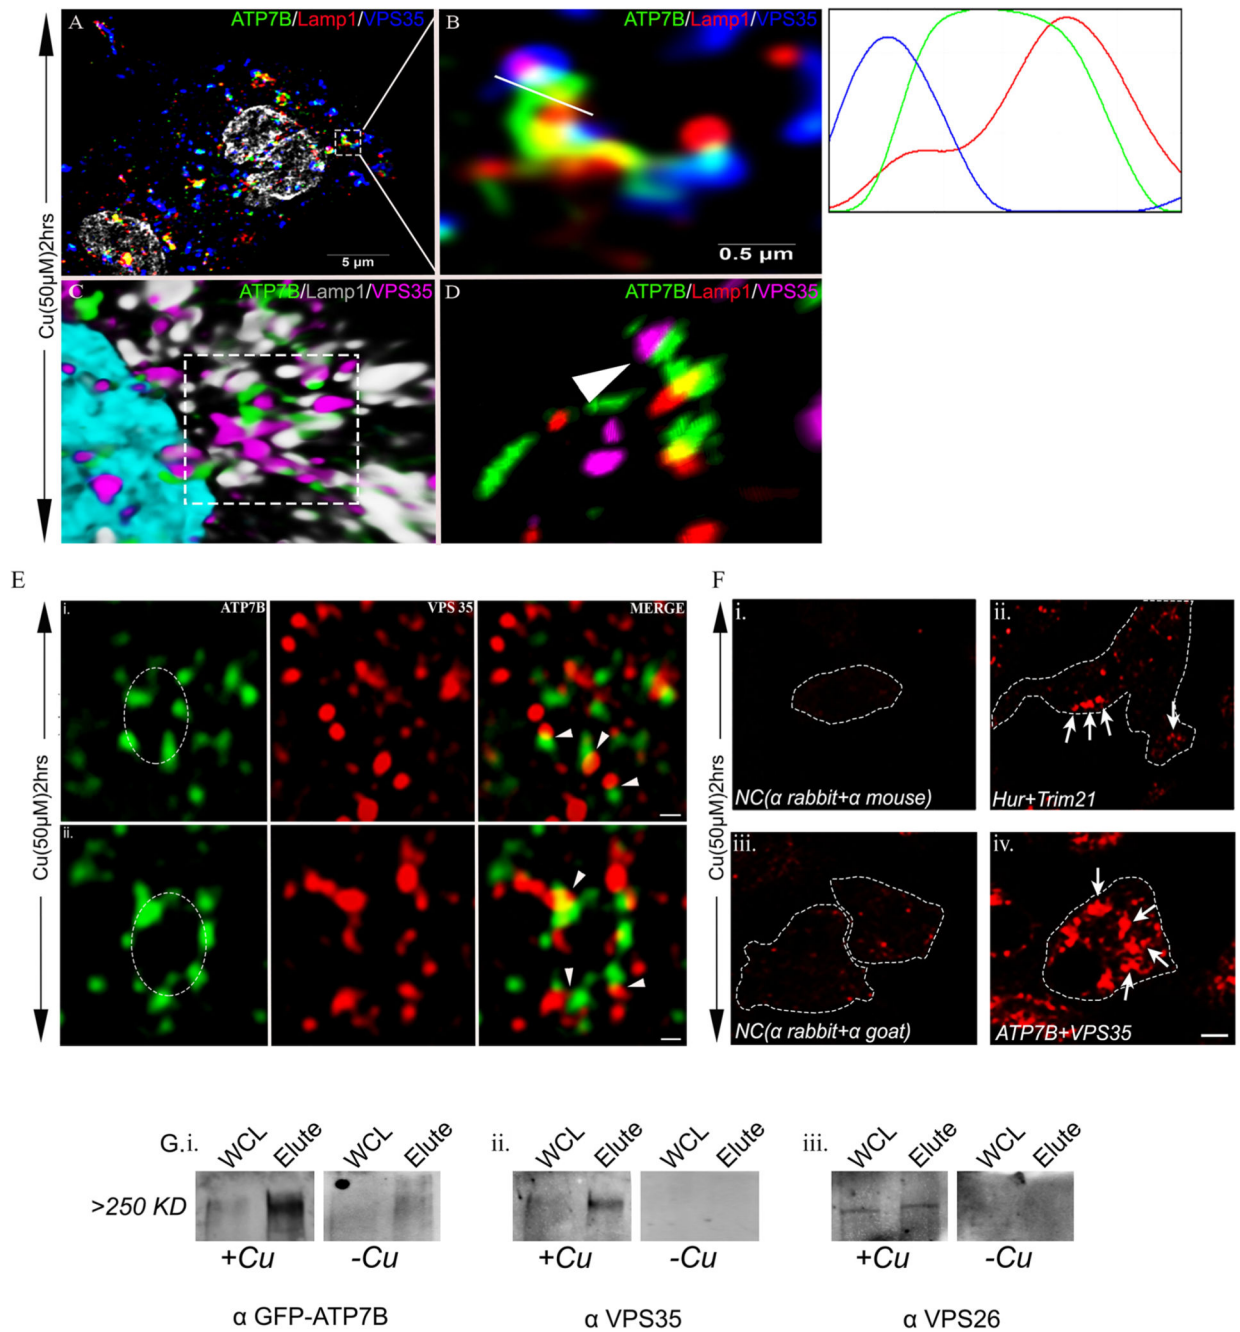 A
ATP7B/Lamp1/VPS35
5 μm
B
ATP7B/Lamp1/VPS35
0.5 μm
Cu(50μM)2hrs
C
ATP7B/Lamp1/VPS35
D
ATP7B/Lamp1/VPS35
E
F
i.
ATP7B
VPS 35
MERGE
ii.
Cu(50μM)2hrs
i.
NC(α rabbit+α mouse)
ii.
Hur+Trim21
Cu(50μM)2hrs
iii.
NC(α rabbit+α goat)
iv.
ATP7B+VPS35
G.i.
WCL
Elute
WCL
Elute
ii.
WCL
Elute
WCL
Elute
iii.
WCL
Elute
WCL
Elute
>250 KD
+Cu
-Cu
+Cu
-Cu
+Cu
-Cu
α GFP-ATP7B
α VPS35
α VPS26